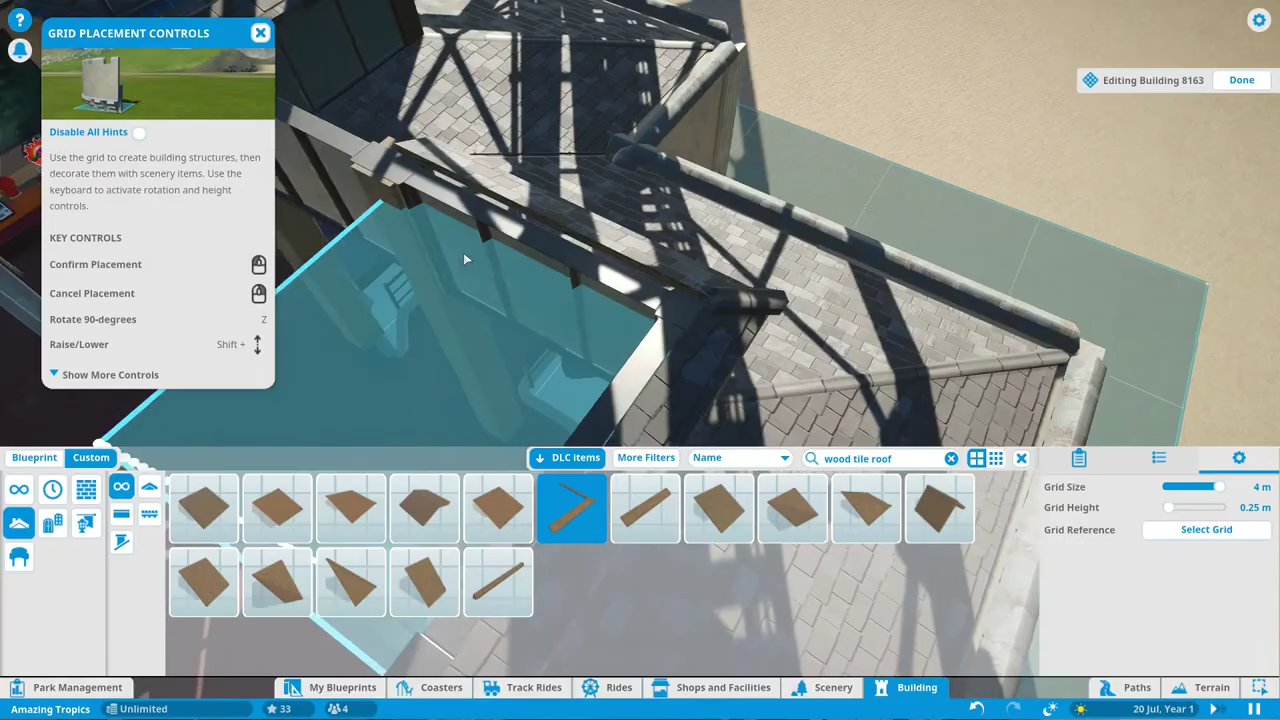 GRID PLACEMENT CONTROLS
Disable All Hints
Use the grid to create building structures, then
decorate them with scenery items. Use the
keyboard to activate rotation and height
controls.
KEY CONTROLS
Confirm Placement
Cancel Placement
Rotate 90-degrees Z
Raise/Lower Shift +
Show More Controls
Editing Building 8163 Done
Blueprint Custom DLC items More Filters Name wood tile roof
Grid Size 4 m
Grid Height 0.25 m
Grid Reference Select Grid
Park Management My Blueprints Coasters Track Rides Rides Shops and Facilities Scenery Building Paths Terrain
Amazing Tropics Unlimited 33 4 20 Jul, Year 1